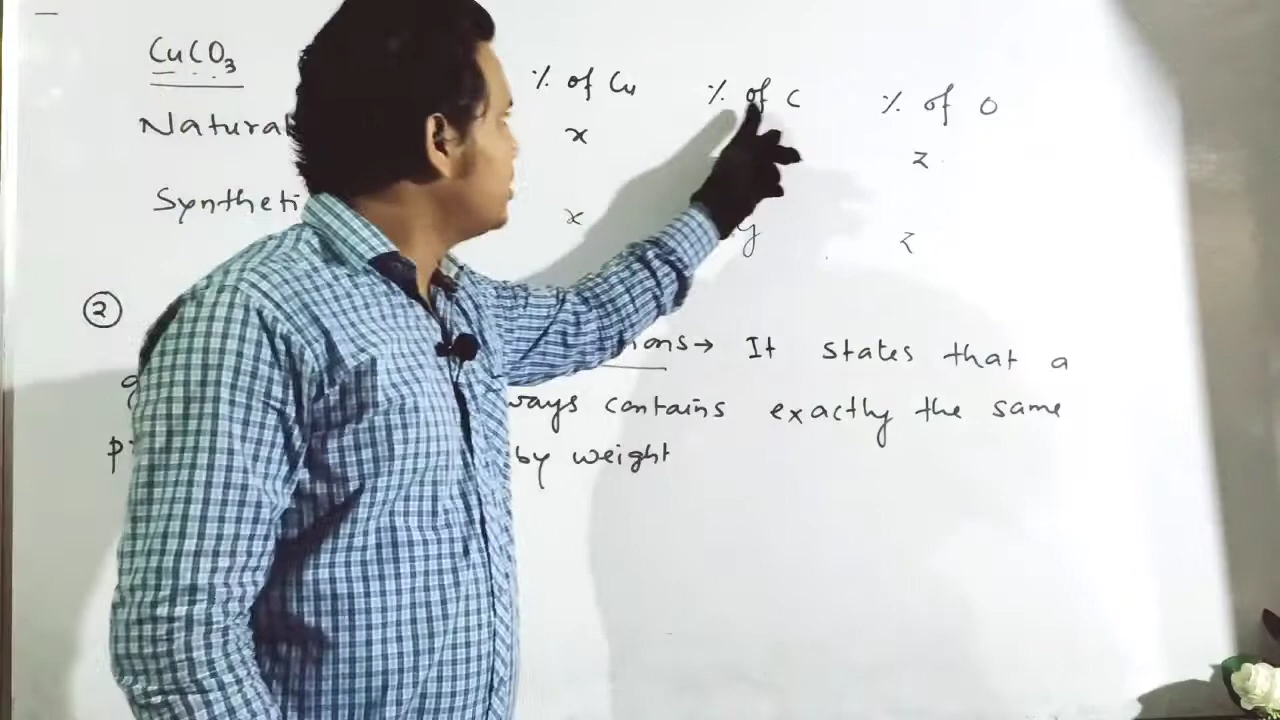 CuCO3
% of Cu % of C % of O
Natural x z
Syntheti x y z
② ions→ It states that a
ways contains exactly the same
by weight